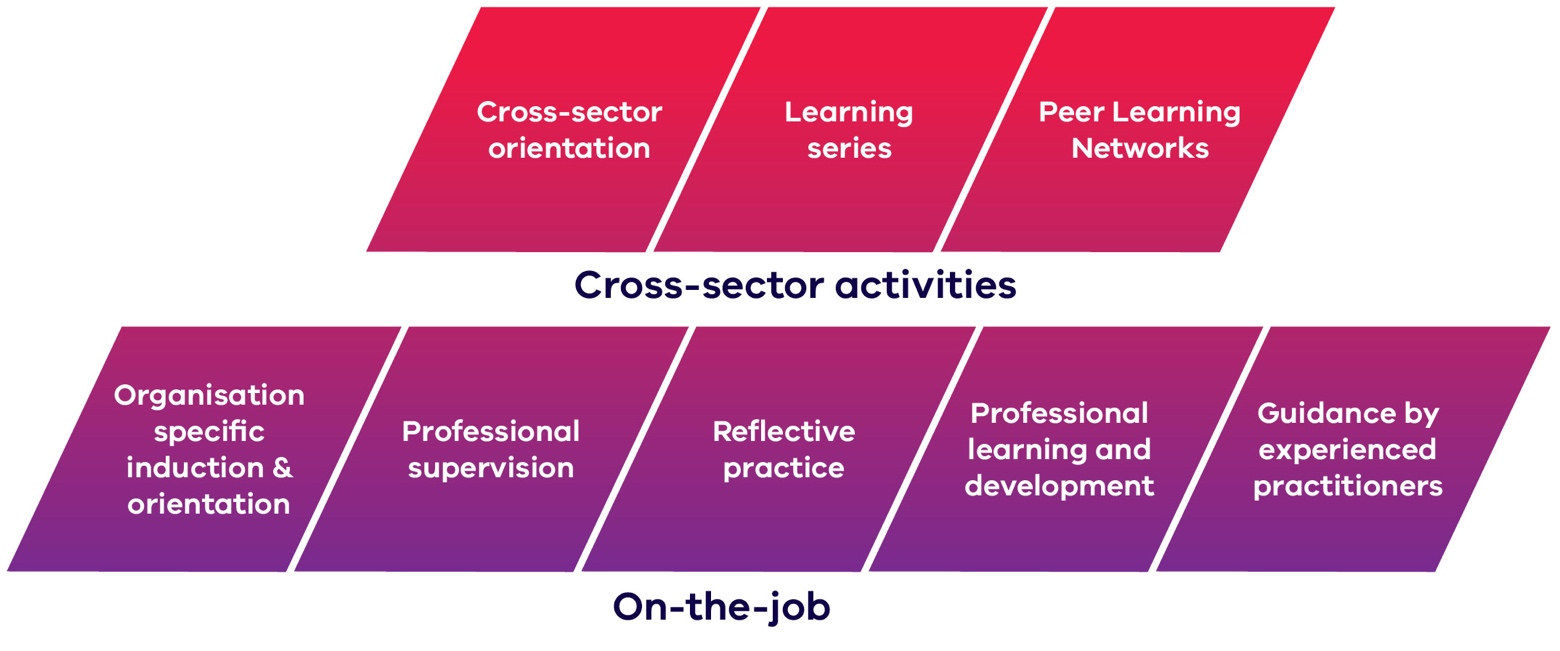 Cross-sector
orientation
Learning
series
Peer Learning
Networks
Cross-sector activities
Organisation
specific
induction &
orientation
Professional
supervision
Reflective
practice
Professional
learning and
development
Guidance by
experienced
practitioners
On-the-job